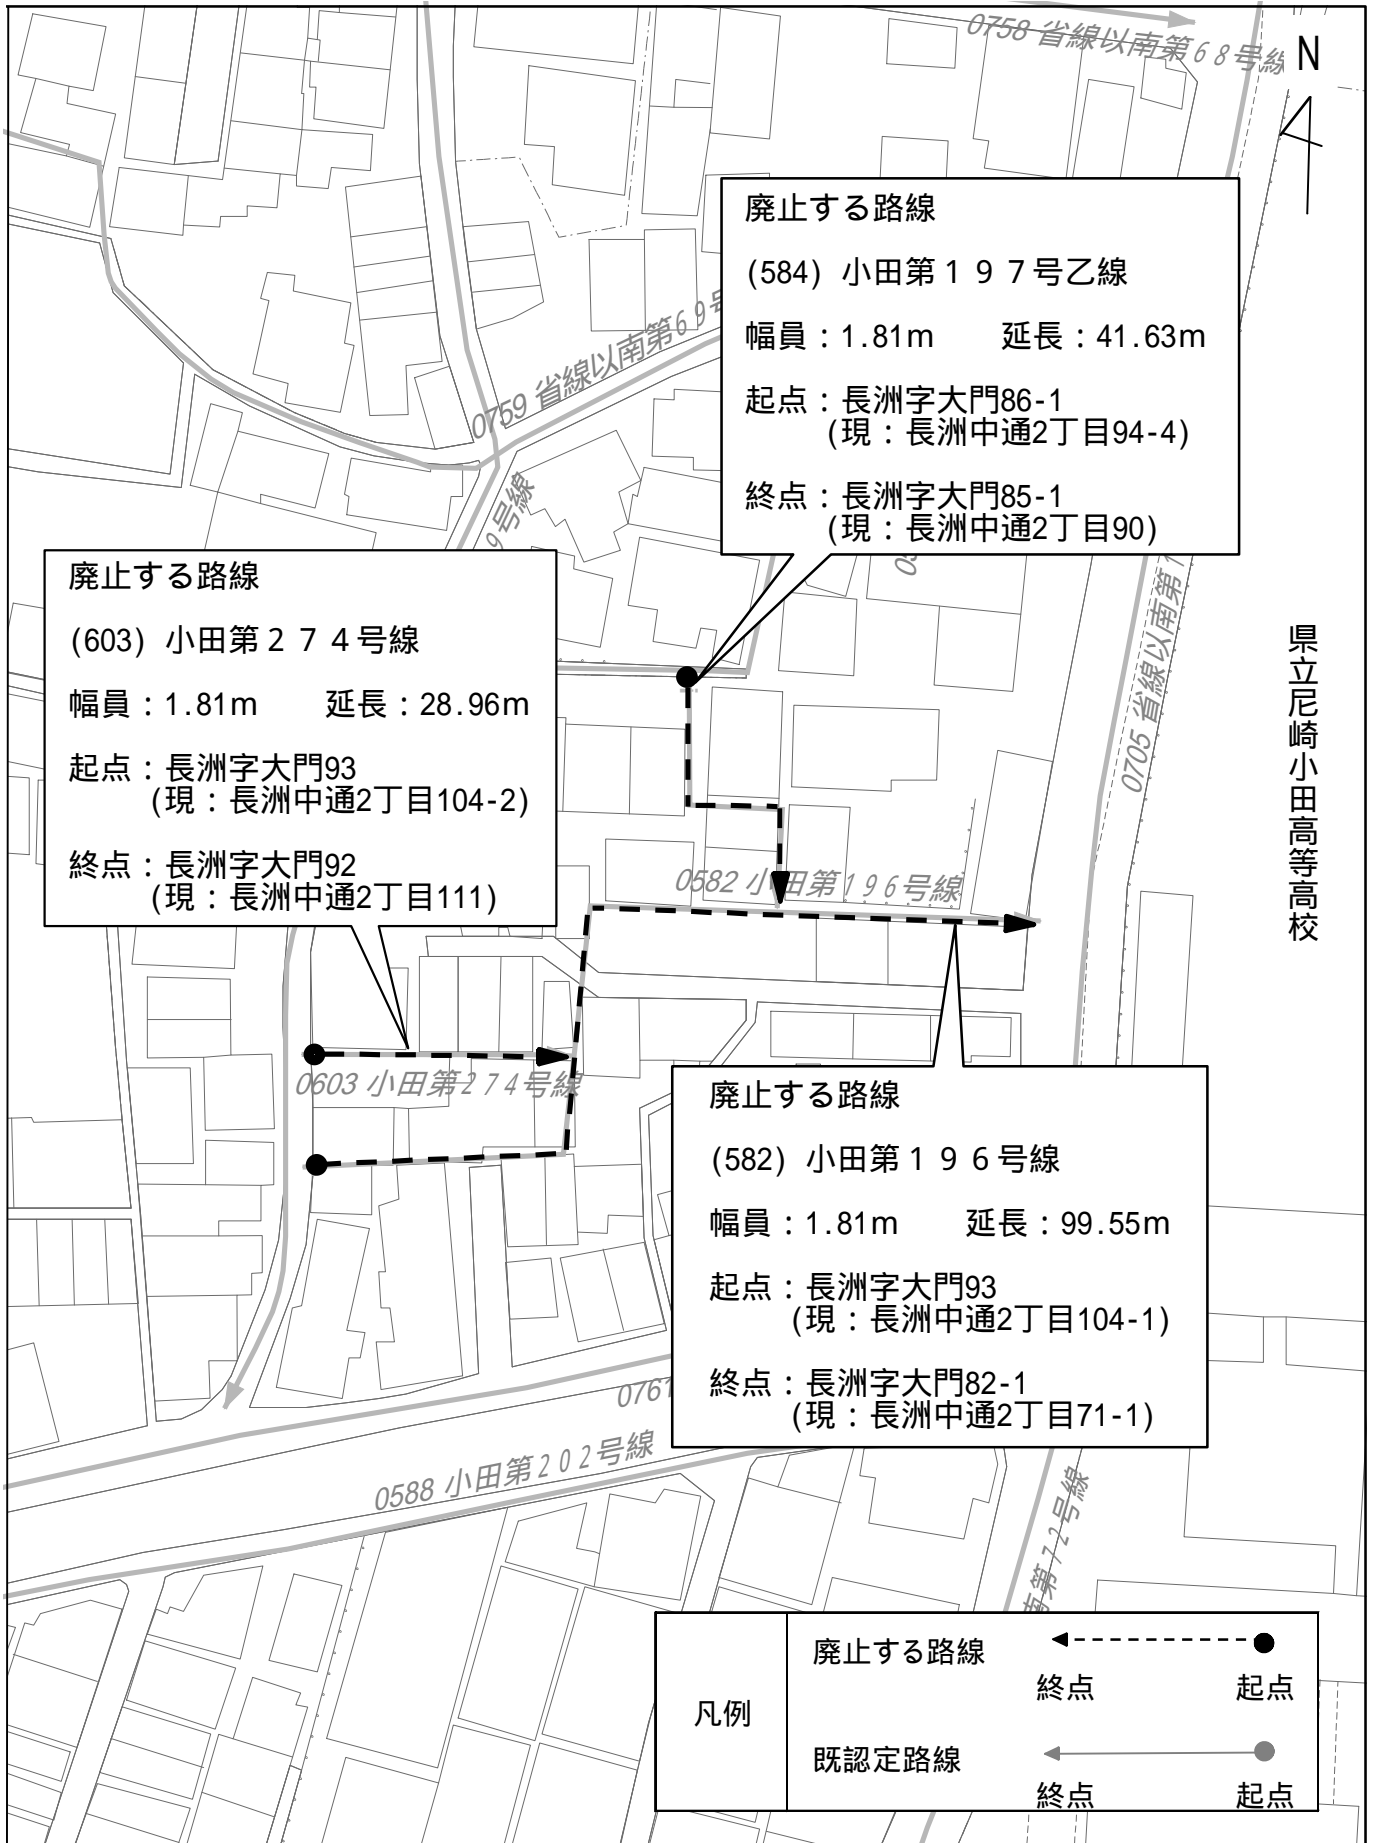 0758 省線以南第68号線
N
廃止する路線
(584) 小田第197号乙線
幅員：1.81m 延長：41.63m
起点：長洲字大門86-1
(現：長洲中通2丁目94-4)
終点：長洲字大門85-1
(現：長洲中通2丁目90)
0759 省線以南第69号
9号線
05
廃止する路線
(603) 小田第274号線
幅員：1.81m 延長：28.96m
起点：長洲字大門93
(現：長洲中通2丁目104-2)
終点：長洲字大門92
(現：長洲中通2丁目111)
0705 省線以南第1
県立尼崎小田高等高校
0582 小田第196号線
0603 小田第274号線
廃止する路線
(582) 小田第196号線
幅員：1.81m 延長：99.55m
起点：長洲字大門93
(現：長洲中通2丁目104-1)
終点：長洲字大門82-1
(現：長洲中通2丁目71-1)
0761
0588 小田第202号線
南第72号線
凡例
廃止する路線
終点 起点
既認定路線
終点 起点